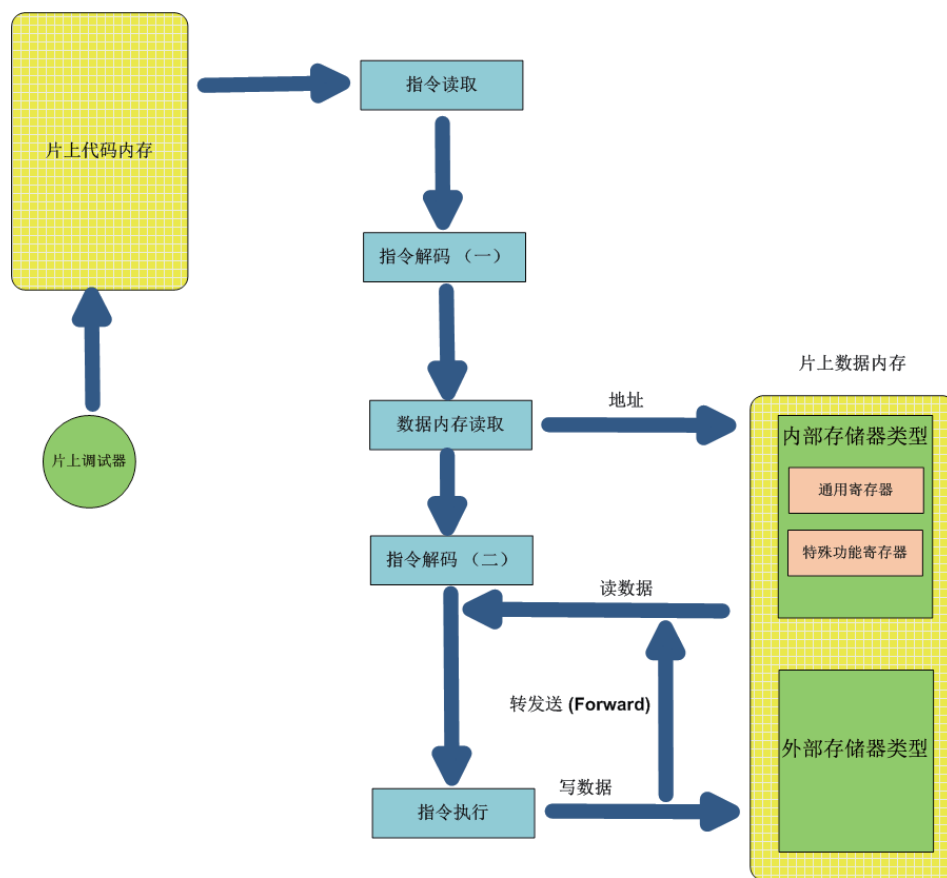 指令读取
片上代码内存
指令解码 （一）
片上数据内存
地址
数据内存读取
内部存储器类型
片上调试器
通用寄存器
特殊功能寄存器
指令解码 （二）
读数据
转发送 (Forward)
外部存储器类型
写数据
指令执行